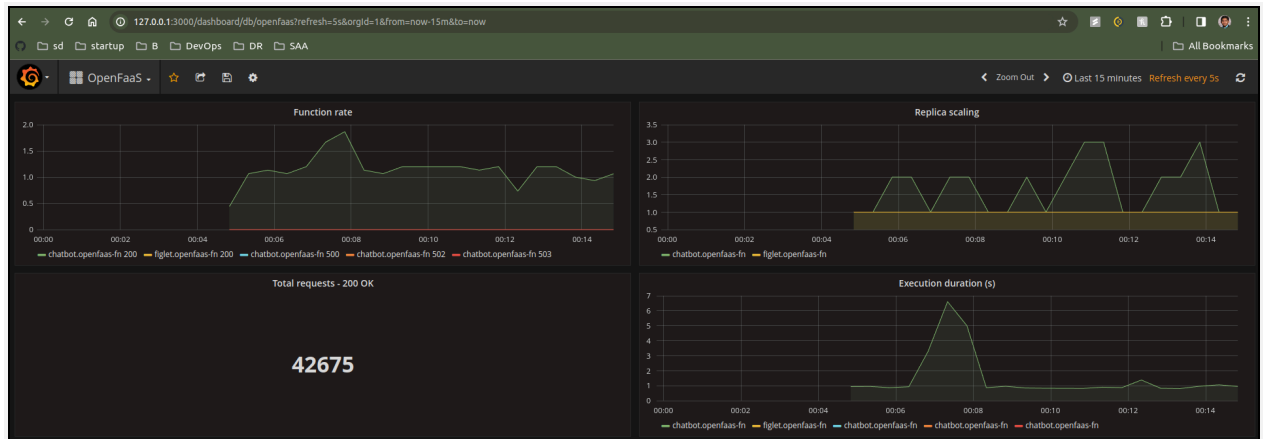 127.0.0.1:3000/dashboard/db/openfaas?refresh=5s&orgId=1&from=now-15m&to=now
sd startup B DevOps DR SAA All Bookmarks
OpenFaaS Zoom Out Last 15 minutes Refresh every 5s
Function rate
2.0
1.5
1.0
0.5
0
00:00 00:02 00:04 00:06 00:08 00:10 00:12 00:14
chatbot.openfaas-fn 200 figlet.openfaas-fn 200 chatbot.openfaas-fn 500 chatbot.openfaas-fn 502 chatbot.openfaas-fn 503
Replica scaling
3.5
3.0
2.5
2.0
1.5
1.0
0.5
00:00 00:02 00:04 00:06 00:08 00:10 00:12 00:14
chatbot.openfaas-fn figlet.openfaas-fn
Total requests - 200 OK
42675
Execution duration (s)
7
6
5
4
3
2
1
0
00:00 00:02 00:04 00:06 00:08 00:10 00:12 00:14
chatbot.openfaas-fn figlet.openfaas-fn chatbot.openfaas-fn chatbot.openfaas-fn chatbot.openfaas-fn